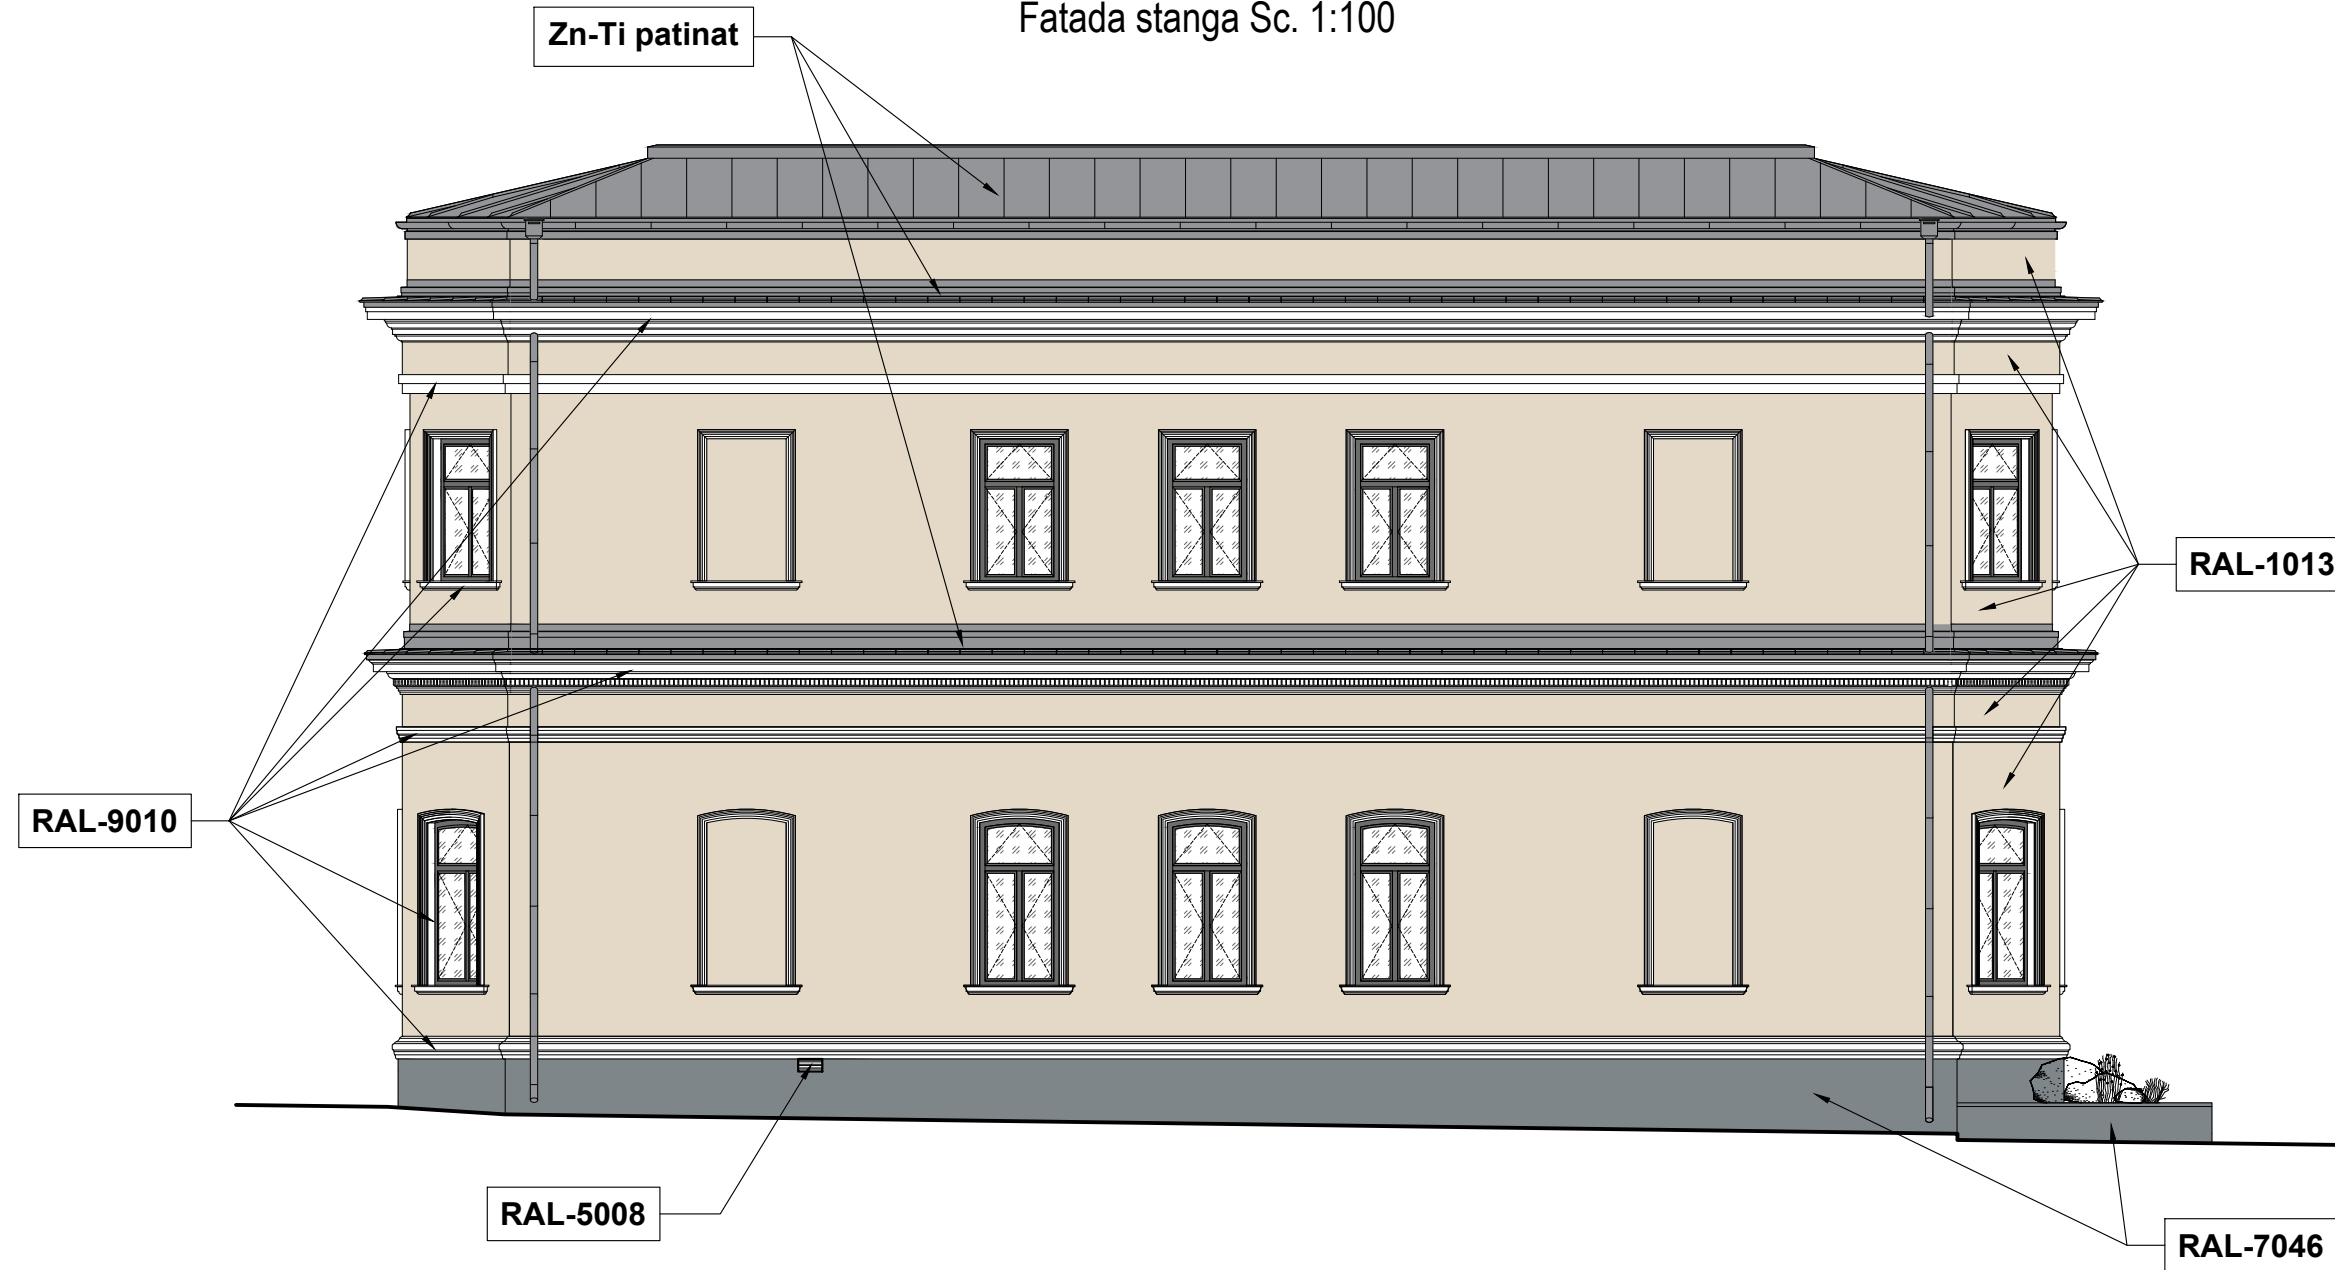 Fatada stanga Sc. 1:100
Zn-Ti patinat
RAL-1013
RAL-9010
RAL-5008
RAL-7046